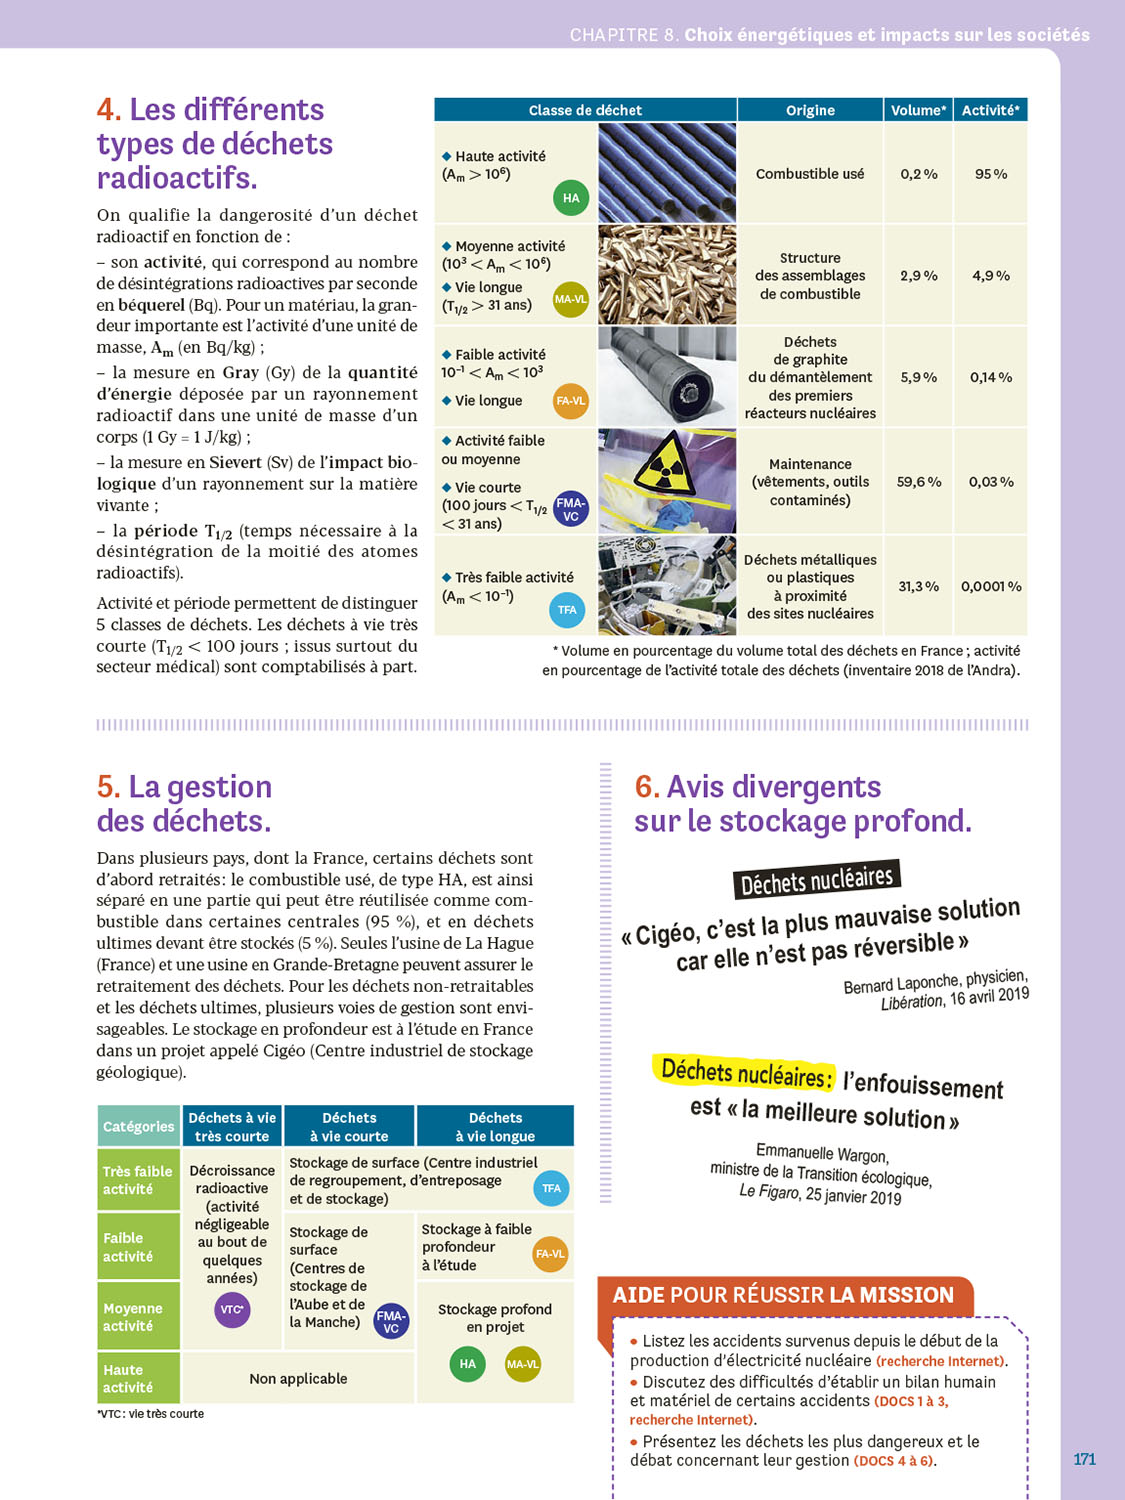 CHAPITRE 8. Choix énergétiques et impacts sur les sociétés
4. Les différents
types de déchets
radioactifs.
On qualifie la dangerosité d’un déchet
radioactif en fonction de :
– son activité, qui correspond au nombre
de désintégrations radioactives par seconde
en béquerel (Bq). Pour un matériau, la gran-
deur importante est l’activité d’une unité de
masse, Am (en Bq/kg) ;
– la mesure en Gray (Gy) de la quantité
d’énergie déposée par un rayonnement
radioactif dans une unité de masse d’un
corps (1 Gy = 1 J/kg) ;
– la mesure en Sievert (Sv) de l’impact bio-
logique d’un rayonnement sur la matière
vivante ;
– la période T1/2 (temps nécessaire à la
désintégration de la moitié des atomes
radioactifs).
Activité et période permettent de distinguer
5 classes de déchets. Les déchets à vie très
courte (T1/2 < 100 jours ; issus surtout du
secteur médical) sont comptabilisés à part.
Classe de déchet Origine Volume* Activité*
◆ Haute activité
(Am > 10⁶)
HA
Combustible usé 0,2 % 95 %
◆ Moyenne activité
(10³ < Am < 10⁶)
◆ Vie longue
(T1/2 > 31 ans)
MA-VL
Structure
des assemblages
de combustible
2,9 % 4,9 %
◆ Faible activité
10⁻¹ < Am < 10³
◆ Vie longue
FA-VL
Déchets
de graphite
du démantèlement
des premiers
réacteurs nucléaires
5,9 % 0,14 %
◆ Activité faible
ou moyenne
◆ Vie courte
(100 jours < T1/2
< 31 ans)
FMA-
VC
Maintenance
(vêtements, outils
contaminés)
59,6 % 0,03 %
◆ Très faible activité
(Am < 10⁻¹)
TFA
Déchets métalliques
ou plastiques
à proximité
des sites nucléaires
31,3 % 0,0001 %
* Volume en pourcentage du volume total des déchets en France ; activité
en pourcentage de l’activité totale des déchets (inventaire 2018 de l’Andra).
5. La gestion
des déchets.
Dans plusieurs pays, dont la France, certains déchets sont
d’abord retraités : le combustible usé, de type HA, est ainsi
séparé en une partie qui peut être réutilisée comme com-
bustible dans certaines centrales (95 %), et en déchets
ultimes devant être stockés (5 %). Seules l’usine de La Hague
(France) et une usine en Grande-Bretagne peuvent assurer le
retraitement des déchets. Pour les déchets non-retraitables
et les déchets ultimes, plusieurs voies de gestion sont envi-
sageables. Le stockage en profondeur est à l’étude en France
dans un projet appelé Cigéo (Centre industriel de stockage
géologique).
Catégories
Déchets à vie
très courte
Déchets
à vie courte
Déchets
à vie longue
Très faible
activité
Faible
activité
Moyenne
activité
Haute
activité
Décroissance
radioactive
(activité
négligeable
au bout de
quelques
années)
VTC*
Stockage de surface (Centre industriel
de regroupement, d’entreposage
et de stockage)
TFA
Stockage de
surface
(Centres de
stockage de
l’Aube et de
la Manche)
FMA-
VC
Stockage à faible
profondeur
à l’étude
FA-VL
Stockage profond
en projet
HA MA-VL
Non applicable
*VTC : vie très courte
6. Avis divergents
sur le stockage profond.
Déchets nucléaires
« Cigéo, c’est la plus mauvaise solution
car elle n’est pas réversible »
Bernard Laponche, physicien,
Libération, 16 avril 2019
Déchets nucléaires : l’enfouissement
est « la meilleure solution »
Emmanuelle Wargon,
ministre de la Transition écologique,
Le Figaro, 25 janvier 2019
AIDE POUR RÉUSSIR LA MISSION
• Listez les accidents survenus depuis le début de la
production d’électricité nucléaire (recherche Internet).
• Discutez des difficultés d’établir un bilan humain
et matériel de certains accidents (DOCS 1 à 3,
recherche Internet).
• Présentez les déchets les plus dangereux et le
débat concernant leur gestion (DOCS 4 à 6).
171